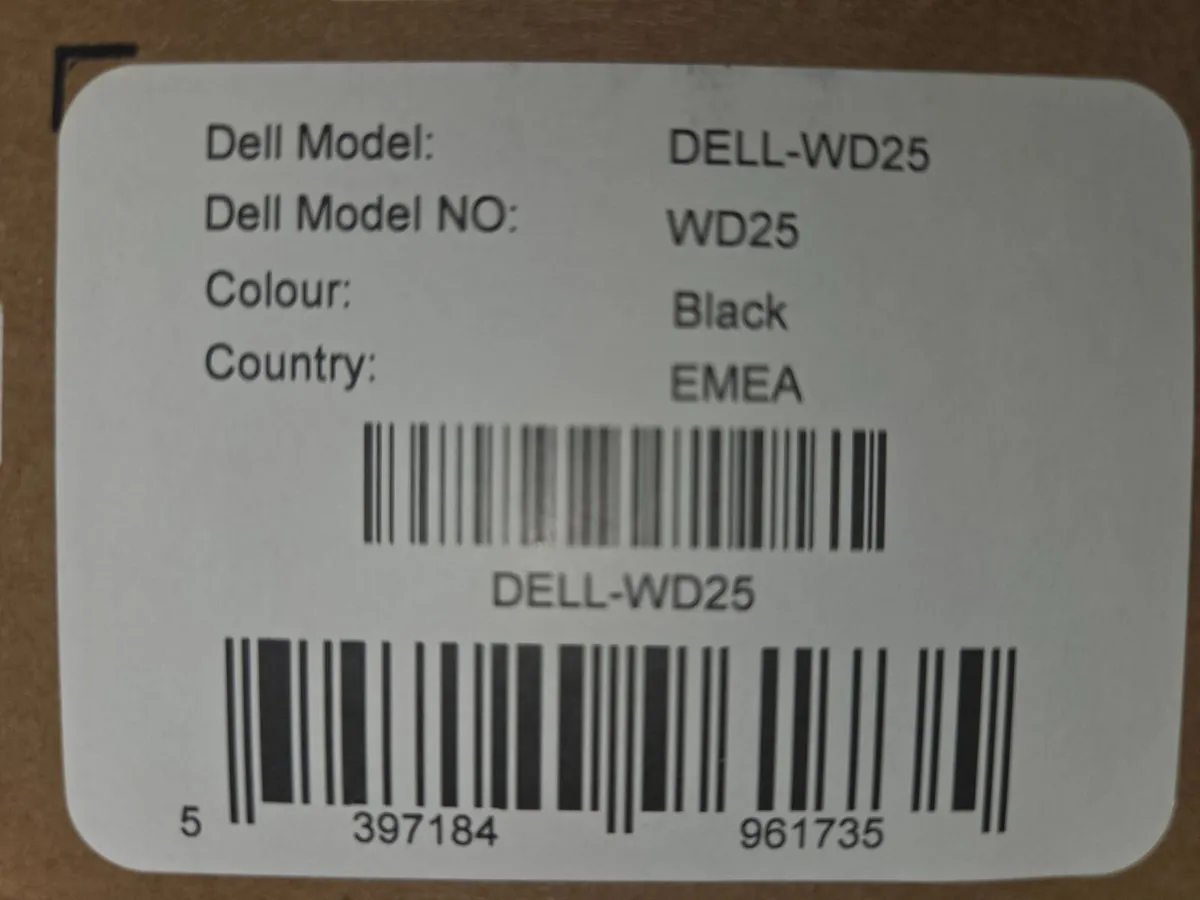 Dell Model: DELL-WD25
Dell Model NO: WD25
Colour: Black
Country: EMEA
DELL-WD25
5 397184 961735